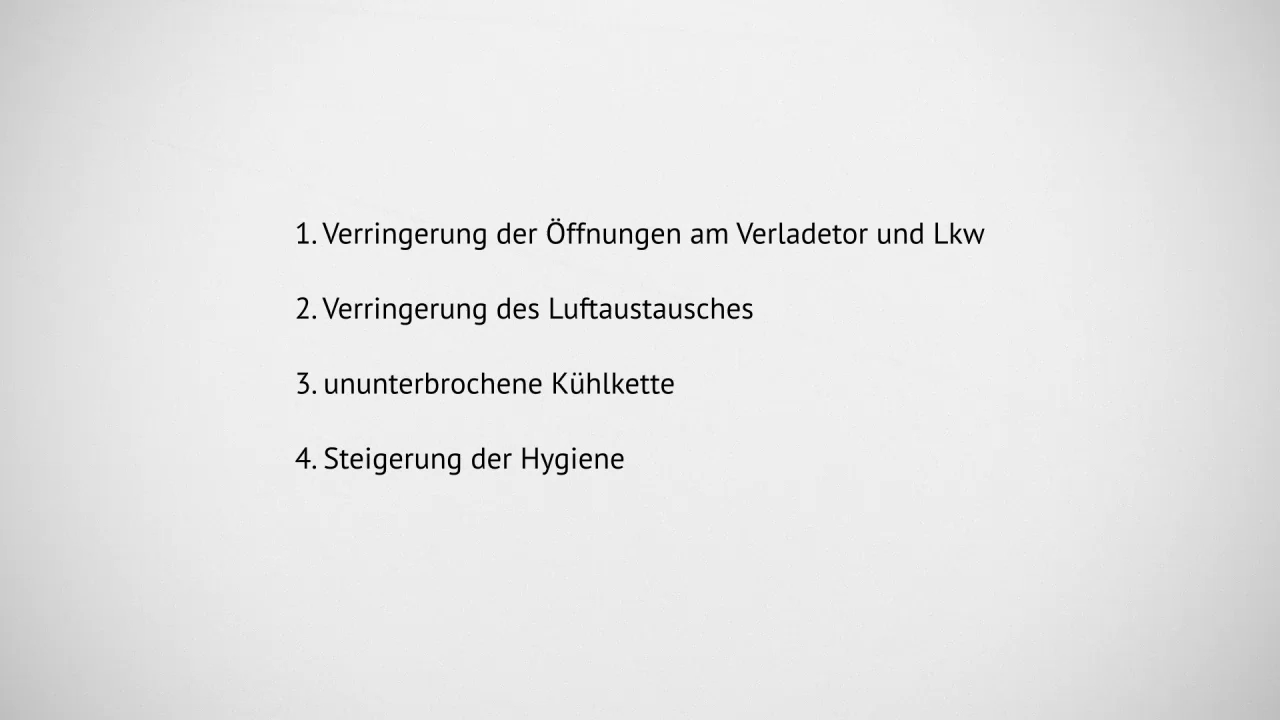 1. Verringerung der Öffnungen am Verladetor und Lkw
2. Verringerung des Luftaustausches
3. ununterbrochene Kühlkette
4. Steigerung der Hygiene